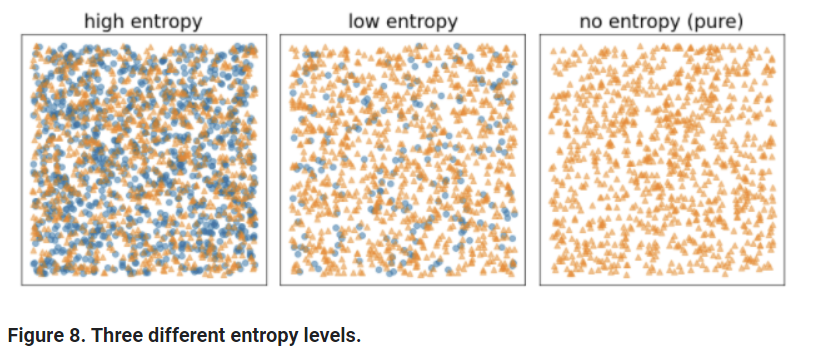 high entropy
low entropy
no entropy (pure)
Figure 8. Three different entropy levels.